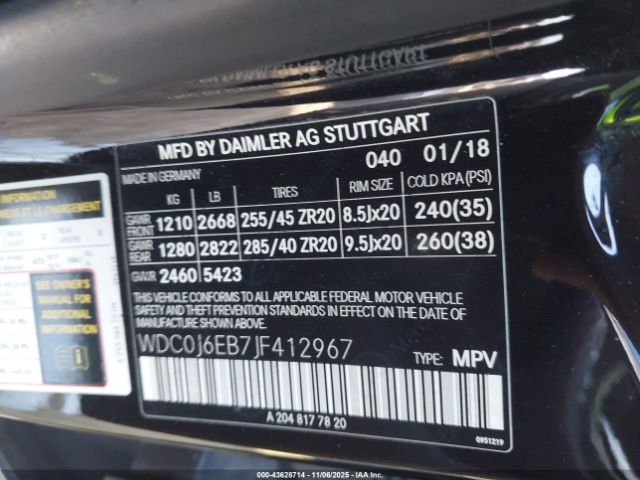 MFD BY DAIMLER AG STUTTGART
040 01/18
MADE IN GERMANY
KG LB TIRES RIM SIZE COLD KPA(PSI)
GAWR FRONT 1210 2668 255/45 ZR20 8.5Jx20 240(35)
GAWR REAR 1280 2822 285/40 ZR20 9.5Jx20 260(38)
GVWR 2460 5423
THIS VEHICLE CONFORMS TO ALL APPLICABLE FEDERAL MOTOR VEHICLE
SAFETY AND THEFT PREVENTION STANDARDS IN EFFECT ON THE DATE OF
MANUFACTURE SHOWN ABOVE.
WDC0J6EB7JF412967
TYPE: MPV
A 204 817 78 20
0951219
INFORMATION
SEE OWNER'S
MANUAL FOR
ADDITIONAL
INFORMATION
000-43628714 - 11/06/2025 - IAAI.COM